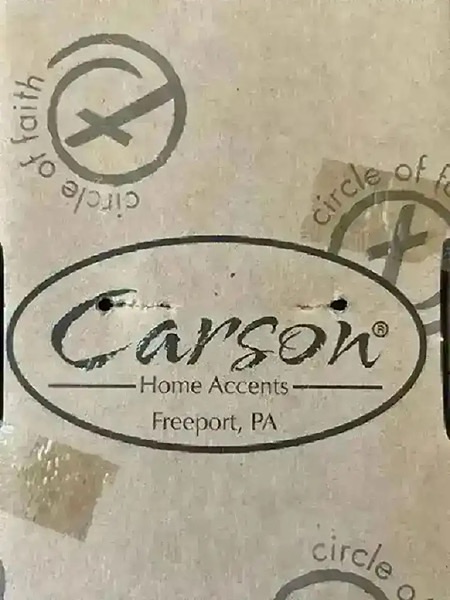 circle of faith
circle of fa
Carson®
Home Accents
Freeport, PA
circle o